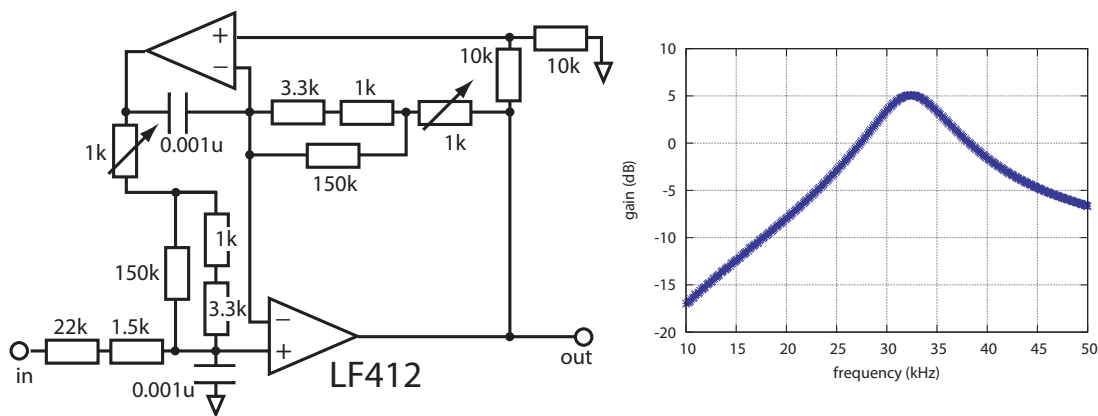 +
−
10k
10k
3.3k
1k
1k
1k
0.001u
150k
1k
150k
3.3k
22k
1.5k
−
+
in
out
0.001u
LF412
10
5
0
-5
-10
-15
-20
gain (dB)
10 15 20 25 30 35 40 45 50
frequency (kHz)